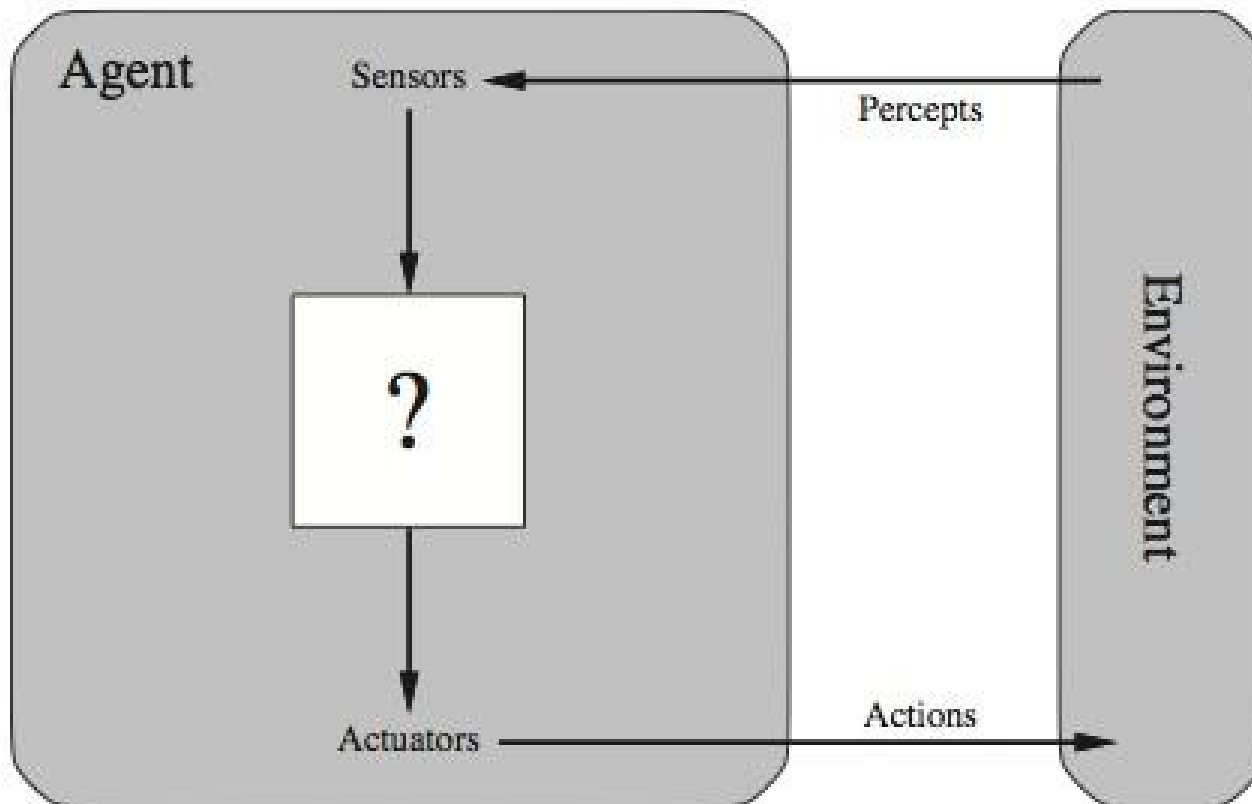 Agent
Sensors
Percepts
?
Environment
Actions
Actuators